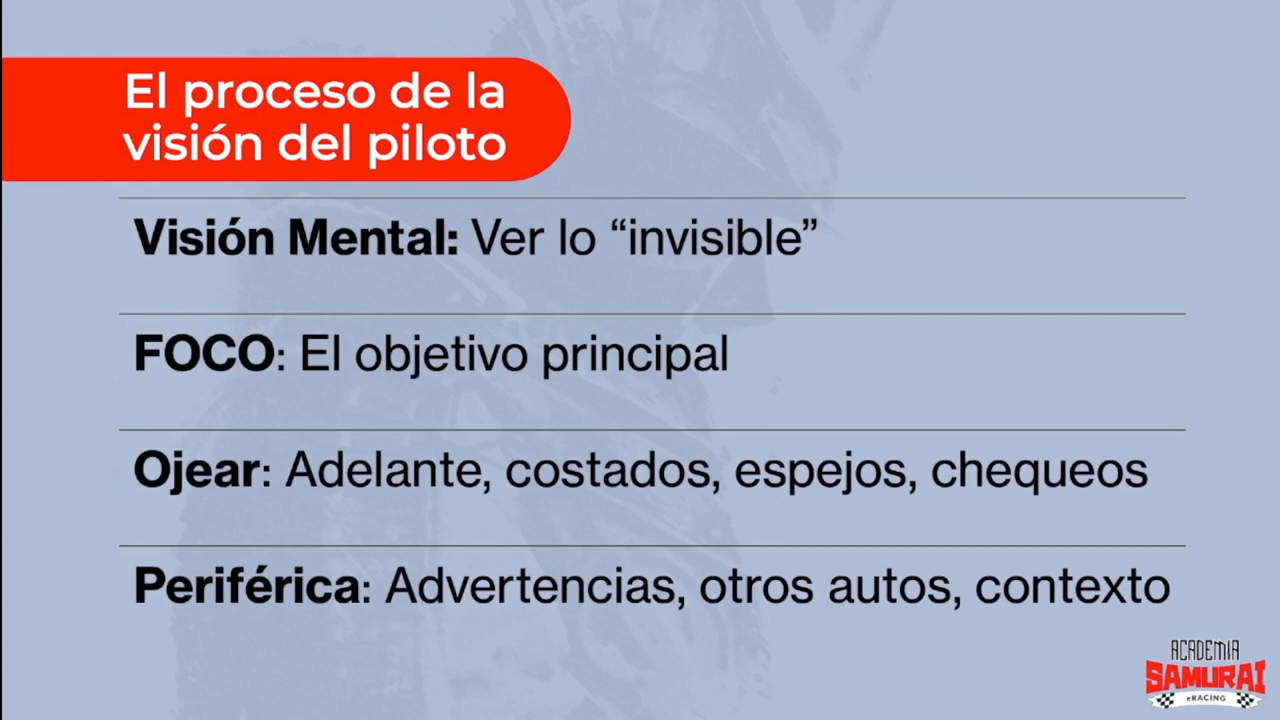 El proceso de la
visión del piloto
Visión Mental: Ver lo “invisible”
FOCO: El objetivo principal
Ojear: Adelante, costados, espejos, chequeos
Periférica: Advertencias, otros autos, contexto
ACADEMIA
SAMURAI
eRACING